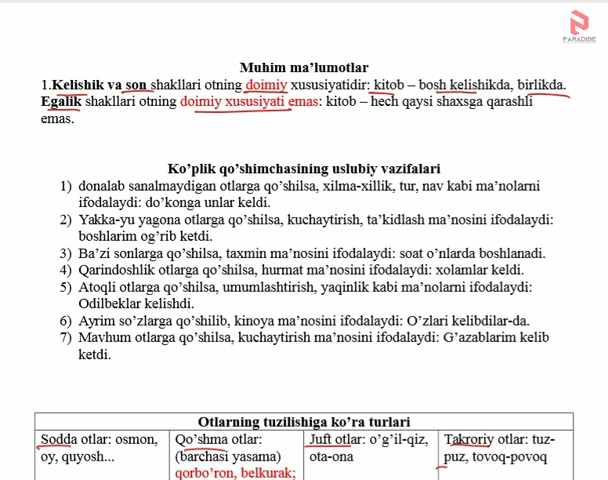 PARADISE
Muhim ma’lumotlar
1.Kelishik va son shakllari otning doimiy xususiyatidir: kitob – bosh kelishikda, birlikda.
Egalik shakllari otning doimiy xususiyati emas: kitob – hech qaysi shaxsga qarashli
emas.
Ko’plik qo’shimchasining uslubiy vazifalari
1) donalab sanalmaydigan otlarga qo’shilsa, xilma-xillik, tur, nav kabi ma’nolarni
ifodalaydi: do’konga unlar keldi.
2) Yakka-yu yagona otlarga qo’shilsa, kuchaytirish, ta’kidlash ma’nosini ifodalaydi:
boshlarim og’rib ketdi.
3) Ba’zi sonlarga qo’shilsa, taxmin ma’nosini ifodalaydi: soat o’nlarda boshlanadi.
4) Qarindoshlik otlarga qo’shilsa, hurmat ma’nosini ifodalaydi: xolamlar keldi.
5) Atoqli otlarga qo’shilsa, umumlashtirish, yaqinlik kabi ma’nolarni ifodalaydi:
Odilbeklar kelishdi.
6) Ayrim so’zlarga qo’shilib, kinoya ma’nosini ifodalaydi: O’zlari kelibdilar-da.
7) Mavhum otlarga qo’shilsa, kuchaytirish ma’nosini ifodalaydi: G’azablarim kelib
ketdi.
Otlarning tuzilishiga ko’ra turlari
Sodda otlar: osmon,
oy, quyosh...
Qo’shma otlar:
(barchasi yasama)
qorbo’ron, belkurak;
Juft otlar: o’g’il-qiz,
ota-ona
Takroriy otlar: tuz-
puz, tovoq-povoq